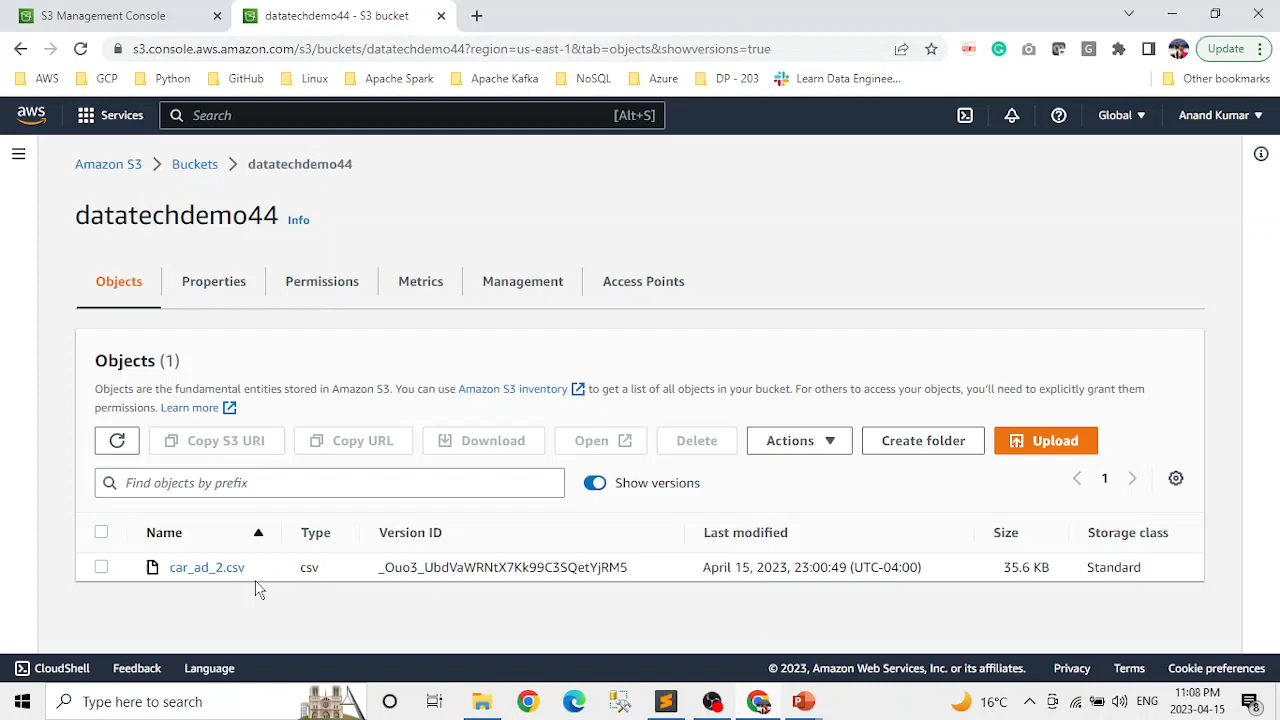 S3 Management Console
datatechdemo44 - S3 bucket
s3.console.aws.amazon.com/s3/buckets/datatechdemo44?region=us-east-1&tab=objects&showversions=true
Update
AWS
GCP
Python
GitHub
Linux
Apache Spark
Apache Kafka
NoSQL
Azure
DP - 203
Learn Data Enginee...
Other bookmarks
aws
Services
Search
[Alt+S]
Global
Anand Kumar
Amazon S3
Buckets
datatechdemo44
datatechdemo44 Info
Objects
Properties
Permissions
Metrics
Management
Access Points
Objects (1)
Objects are the fundamental entities stored in Amazon S3. You can use Amazon S3 inventory to get a list of all objects in your bucket. For others to access your objects, you'll need to explicitly grant them
permissions. Learn more
Copy S3 URI
Copy URL
Download
Open
Delete
Actions
Create folder
Upload
Find objects by prefix
Show versions
1
Name
Type
Version ID
Last modified
Size
Storage class
car_ad_2.csv
csv
_Ouo3_UbdVaWRNtX7Kk99C3SQetYjRM5
April 15, 2023, 23:00:49 (UTC-04:00)
35.6 KB
Standard
CloudShell
Feedback
Language
© 2023, Amazon Web Services, Inc. or its affiliates.
Privacy
Terms
Cookie preferences
Type here to search
16°C
ENG
11:08 PM
2023-04-15
8